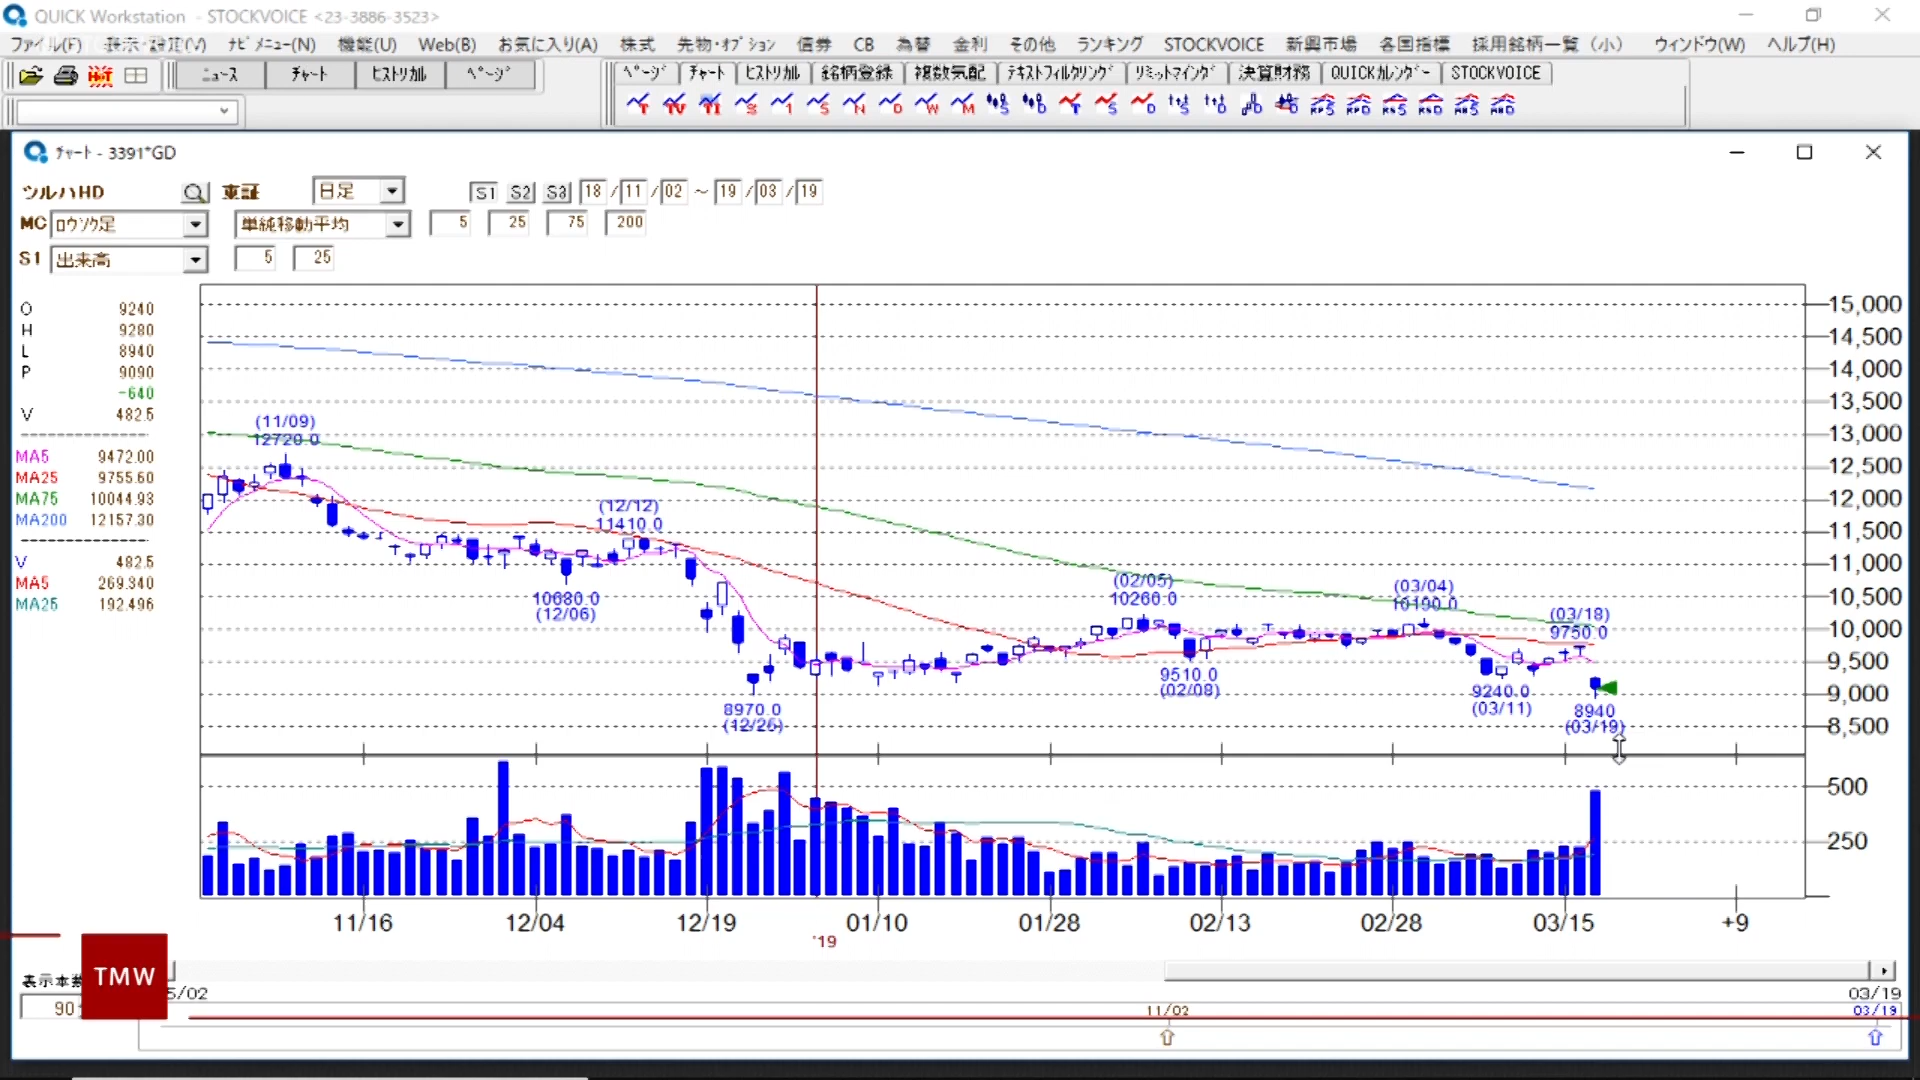 QUICK Workstation - STOCKVOICE <23-3886-3523>
ファイル(F) 表示・設定(V) ナビメニュー(N) 機能(U) Web(B) お気に入り(A) 株式 先物・オプション 債券 CB 為替 金利 その他 ランキング STOCKVOICE 新興市場 各国指標 採用銘柄一覧（小） ウィンドウ(W) ヘルプ(H)
ニュース チャート ヒストリカル ページ ページ チャート ヒストリカル 銘柄登録 複数気配 テキストフィルタリング リミットマインダ 決算財務 QUICKカレンダー STOCKVOICE
チャート - 3391*GD
ツルハHD 東証 日足 S1 S2 S3 18/11/02 ～ 19/03/19
MC ロウソク足 単純移動平均 5 25 75 200
S1 出来高 5 25
O 9240
H 9280
L 8940
P 9090
-640
V 482.5
MA5 9472.00
MA25 9755.60
MA75 10044.93
MA200 12157.30
V 482.5
MA5 269.340
MA25 192.496
15,000
14,500
14,000
13,500
13,000
12,500
12,000
11,500
11,000
10,500
10,000
9,500
9,000
8,500
500
250
(11/09)
12720.0
(12/12)
11410.0
10680.0
(12/06)
8970.0
(12/25)
(02/05)
10260.0
9510.0
(02/08)
(03/04)
10190.0
9240.0
(03/11)
(03/18)
9750.0
8940
(03/19)
11/16 12/04 12/19 01/10 01/28 02/13 02/28 03/15 +9
'19
表示本数
90
TMW
5/02
03/19
11/02
03/19